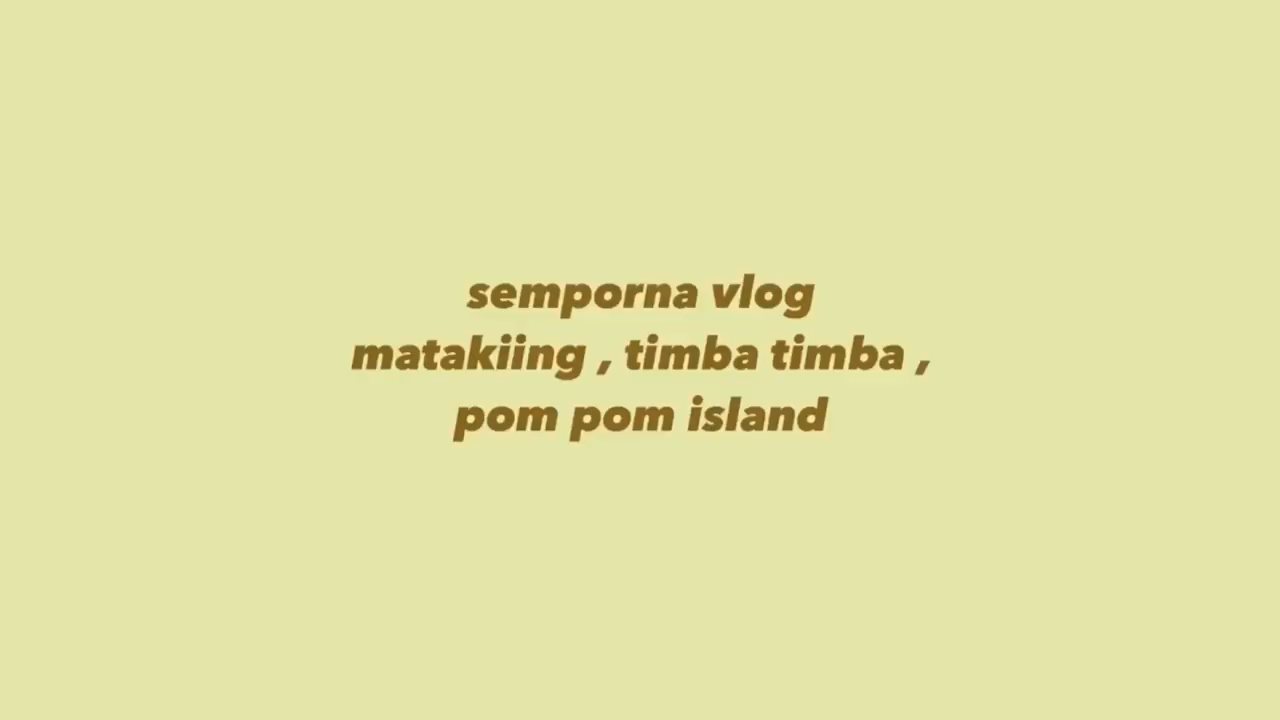 semporna vlog
matakiing , timba timba ,
pom pom island